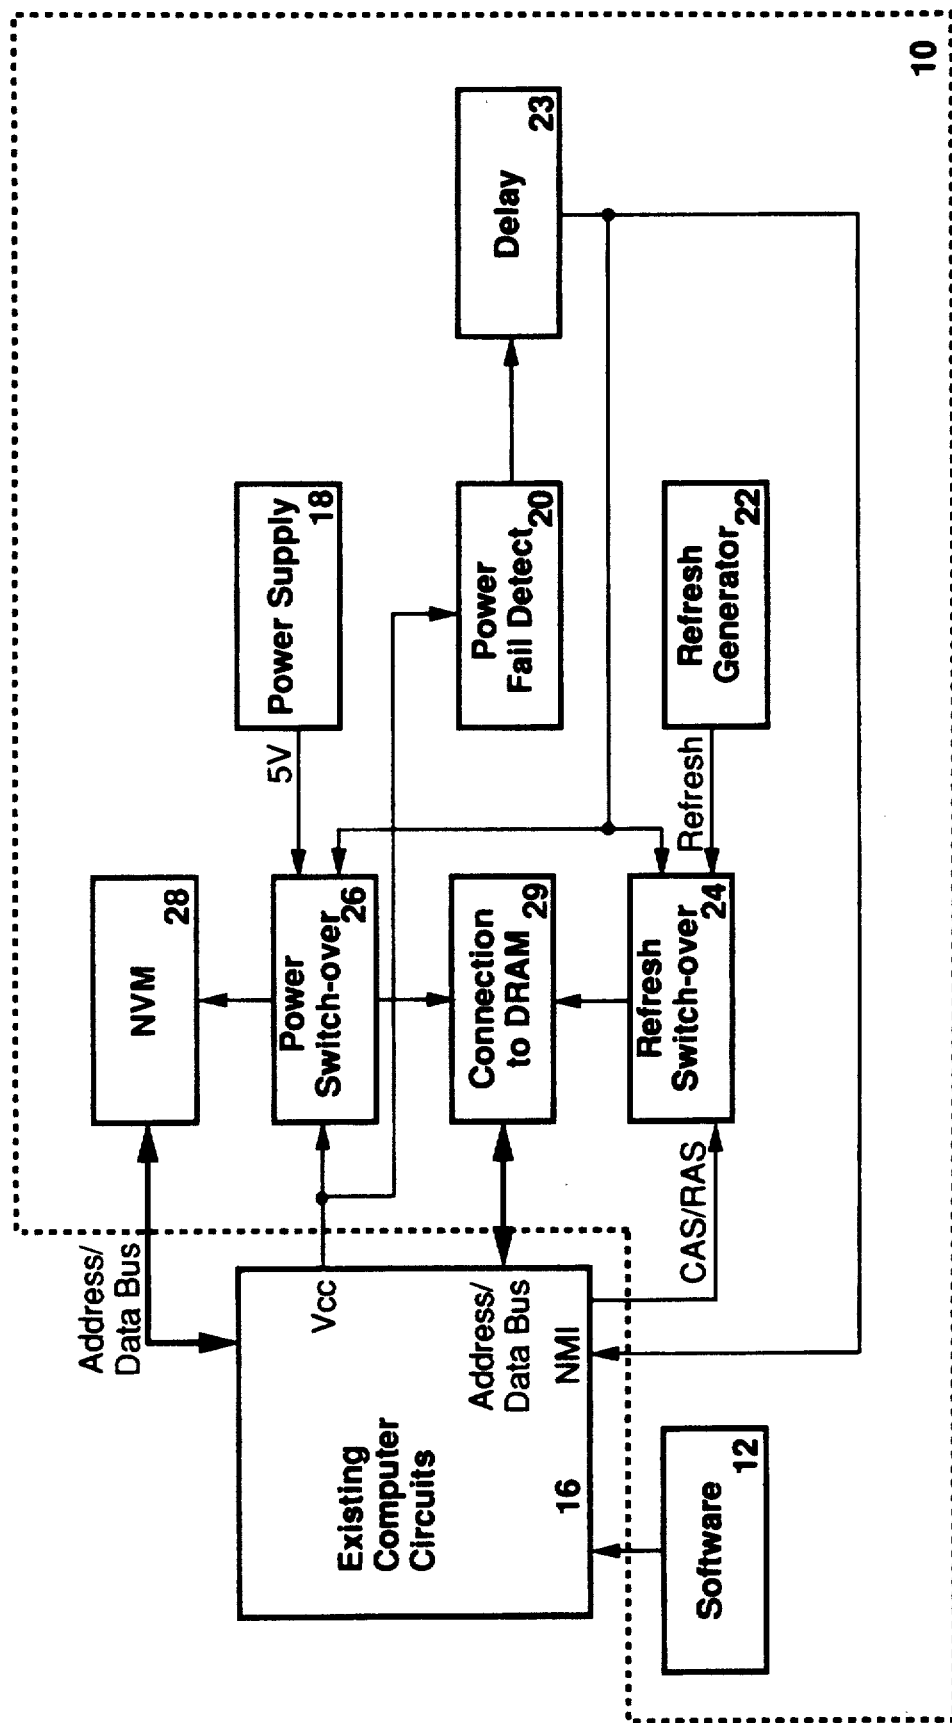 10
Address/
Data Bus
NVM
28
Power Supply
18
5V
Power
Switch-over
26
Vcc
Existing
Computer
Circuits
16
Address/
Data Bus
NMI
Connection
to DRAM
29
Power
Fail Detect
20
Delay
23
Refresh
Generator
22
Refresh
Refresh
Switch-over
24
CAS/RAS
Software
12